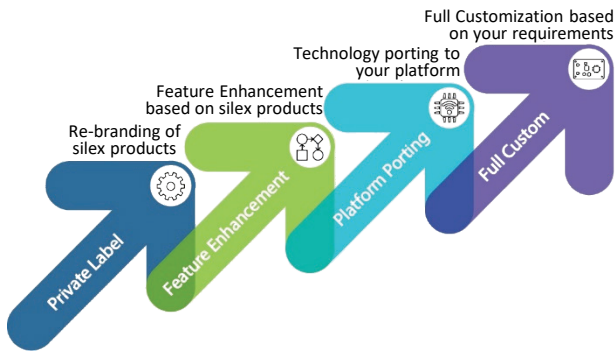 Full Customization based
on your requirements
Technology porting to
your platform
Feature Enhancement
based on silex products
Re-branding of
silex products
Private Label
Feature Enhancement
Platform Porting
Full Custom